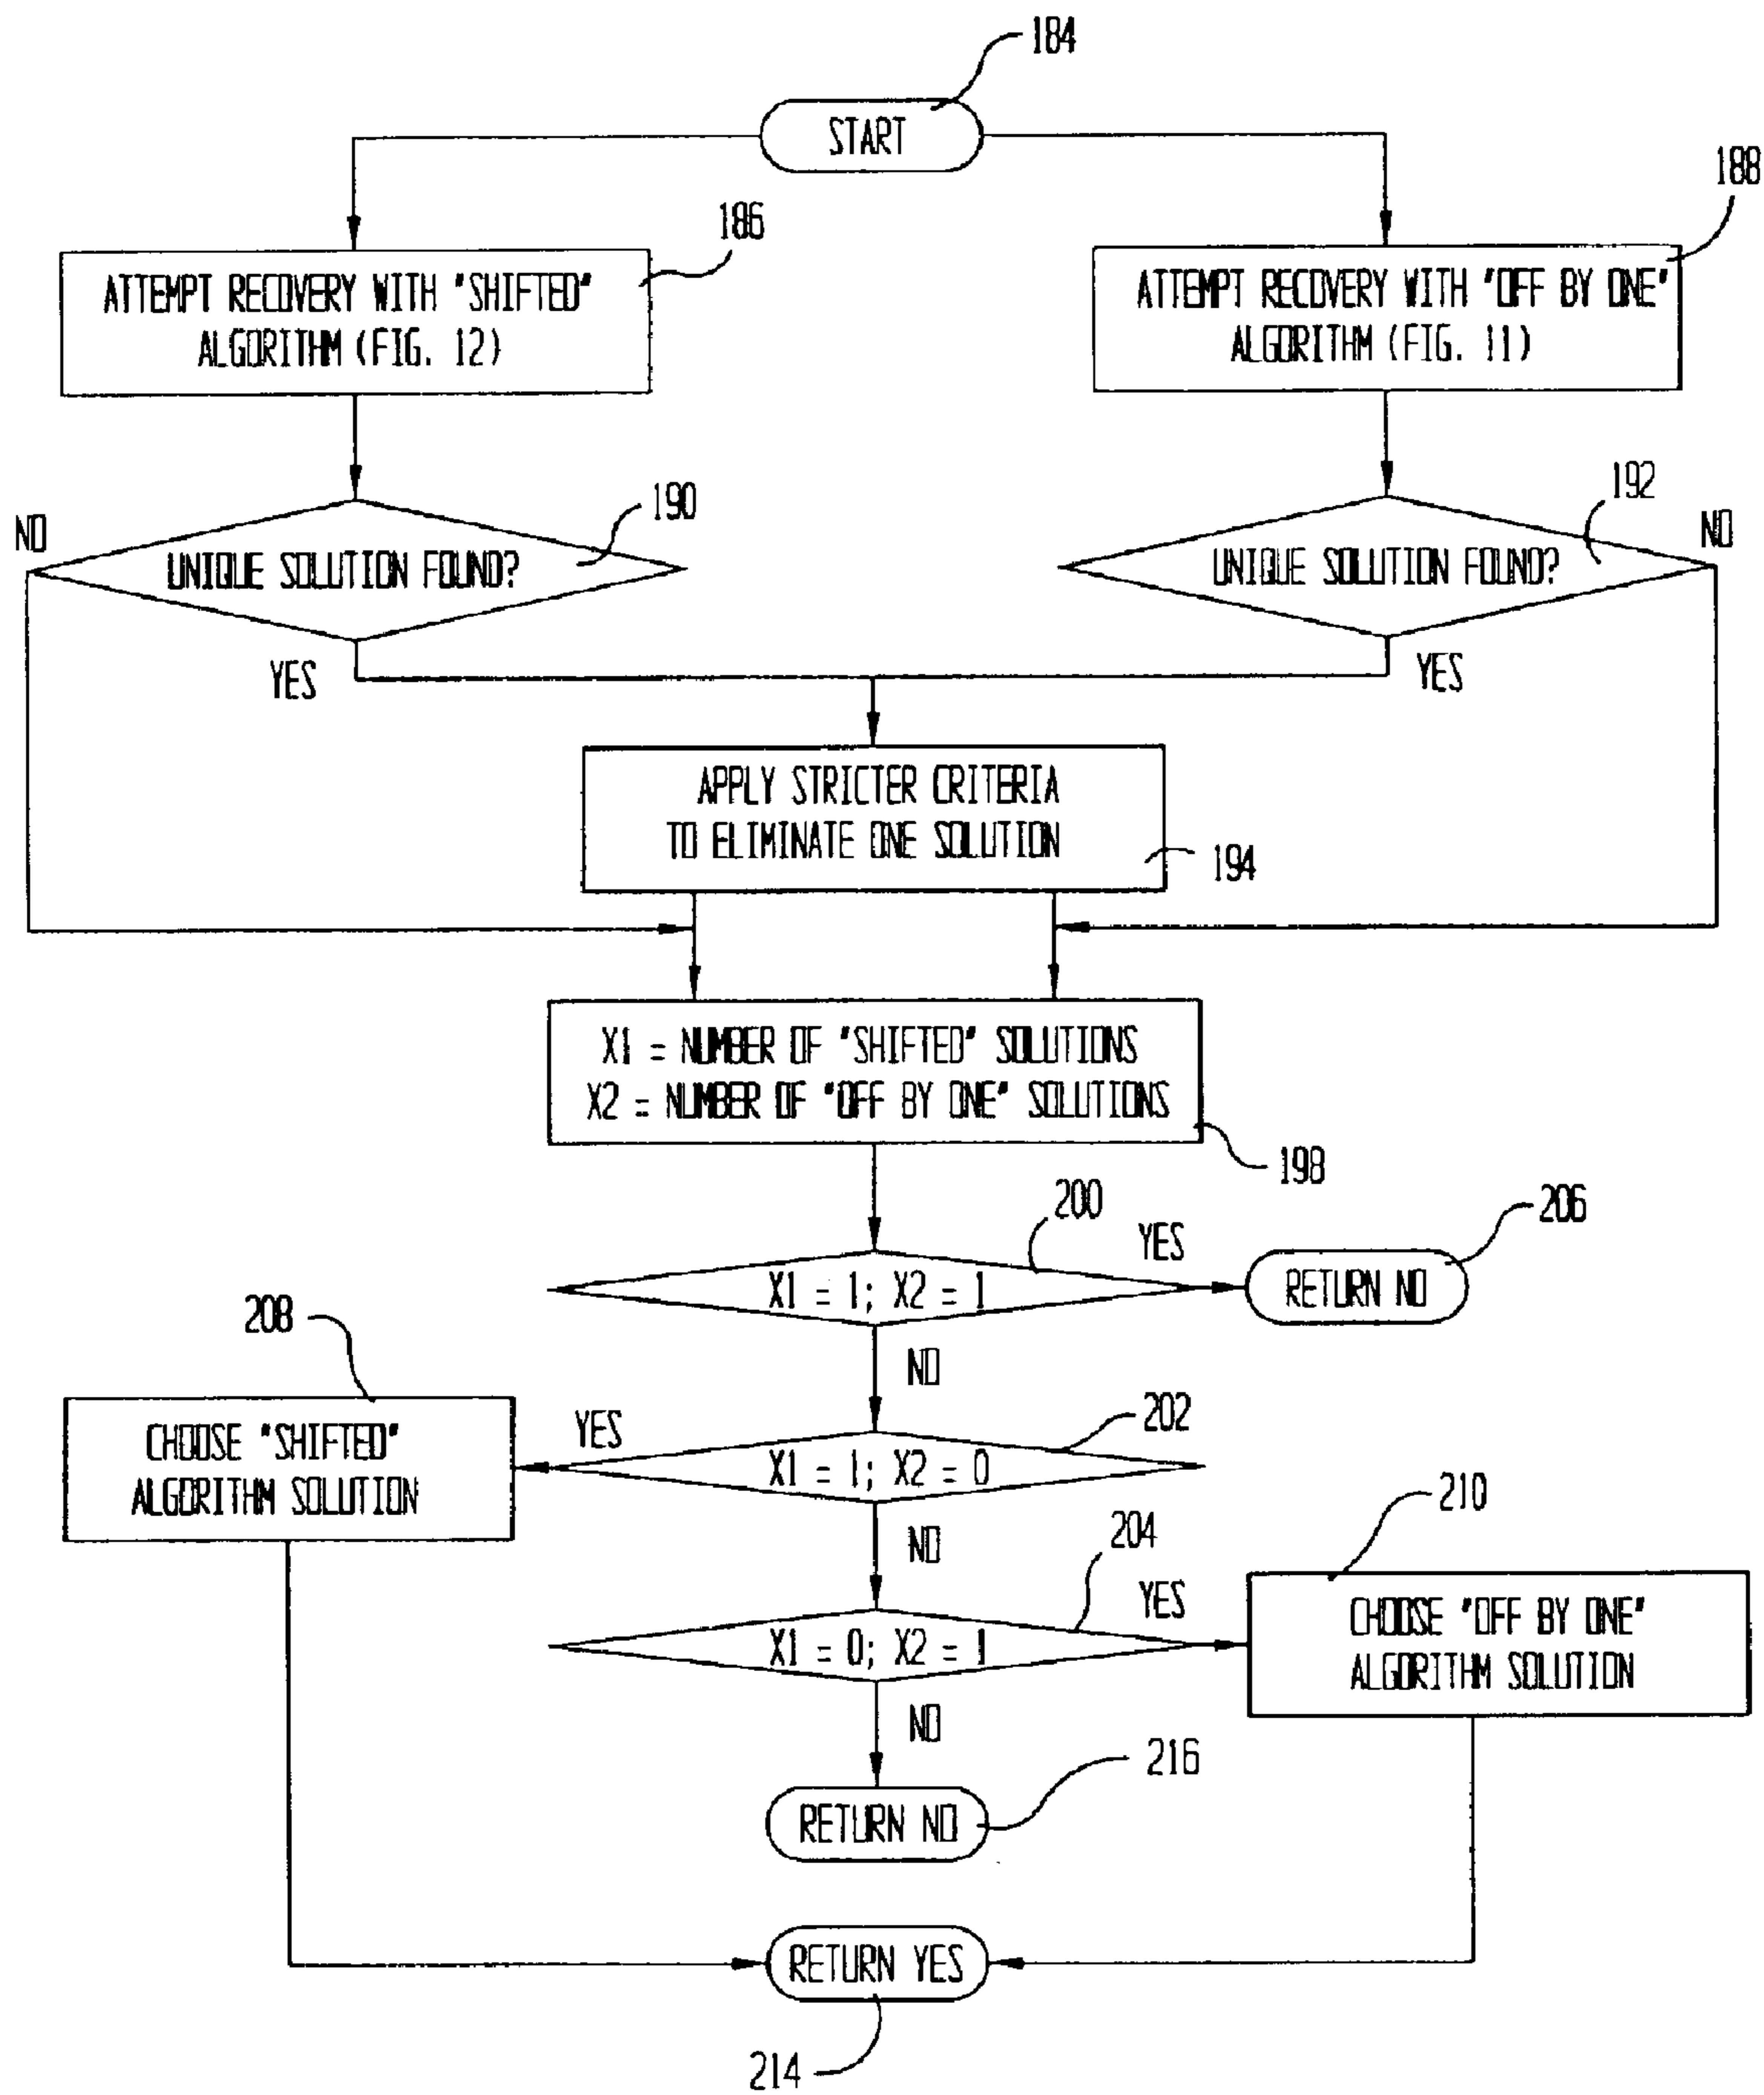 184
START
188
186
ATTEMPT RECOVERY WITH "SHIFTED"
ALGORITHM (FIG. 12)
ATTEMPT RECOVERY WITH "OFF BY ONE"
ALGORITHM (FIG. 11)
190
192
NO
NO
UNIQUE SOLUTION FOUND?
UNIQUE SOLUTION FOUND?
YES
YES
APPLY STRICTER CRITERIA
TO ELIMINATE ONE SOLUTION
194
X1 = NUMBER OF "SHIFTED" SOLUTIONS
X2 = NUMBER OF "OFF BY ONE" SOLUTIONS
198
200
YES
206
X1 = 1; X2 = 1
RETURN NO
208
NO
CHOOSE "SHIFTED"
ALGORITHM SOLUTION
YES
202
X1 = 1; X2 = 0
210
NO
204
YES
X1 = 0; X2 = 1
CHOOSE "OFF BY ONE"
ALGORITHM SOLUTION
NO
216
RETURN NO
RETURN YES
214